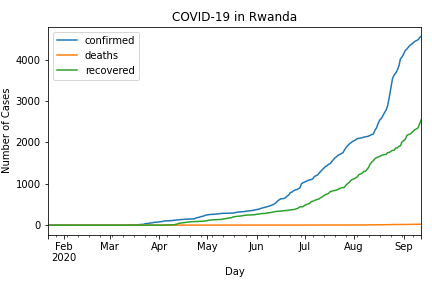 COVID-19 in Rwanda
confirmed
deaths
recovered
Number of Cases
4000
3000
2000
1000
0
Feb Mar Apr May Jun Jul Aug Sep
2020
Day